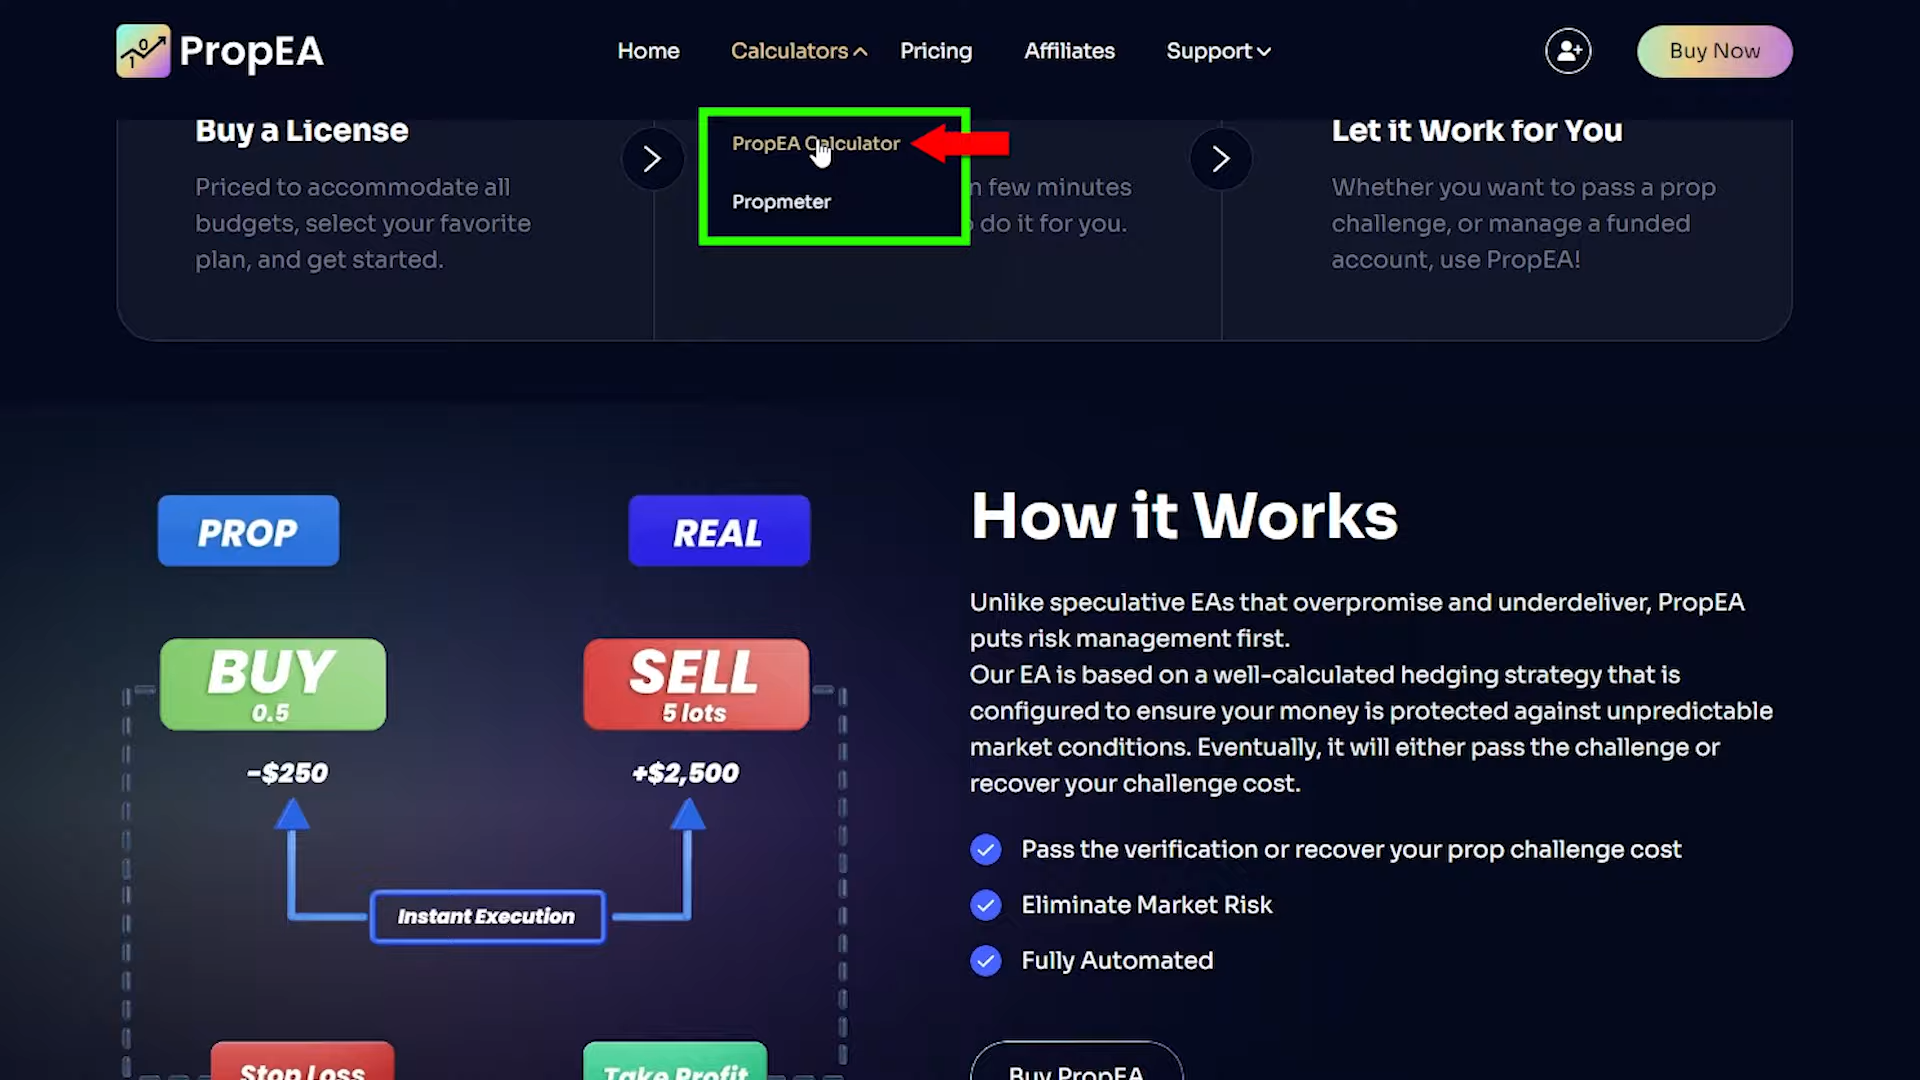 PropEA
Home
Calculators
Pricing
Affiliates
Support
Buy Now
PropEA Calculator
Propmeter
Buy a License
Priced to accommodate all
budgets, select your favorite
plan, and get started.
few minutes
do it for you.
Let it Work for You
Whether you want to pass a prop
challenge, or manage a funded
account, use PropEA!
PROP
REAL
BUY
0.5
SELL
5 lots
-$250
+$2,500
Instant Execution
Stop Loss
Take Profit
How it Works
Unlike speculative EAs that overpromise and underdeliver, PropEA
puts risk management first.
Our EA is based on a well-calculated hedging strategy that is
configured to ensure your money is protected against unpredictable
market conditions. Eventually, it will either pass the challenge or
recover your challenge cost.
Pass the verification or recover your prop challenge cost
Eliminate Market Risk
Fully Automated
Buy PropEA